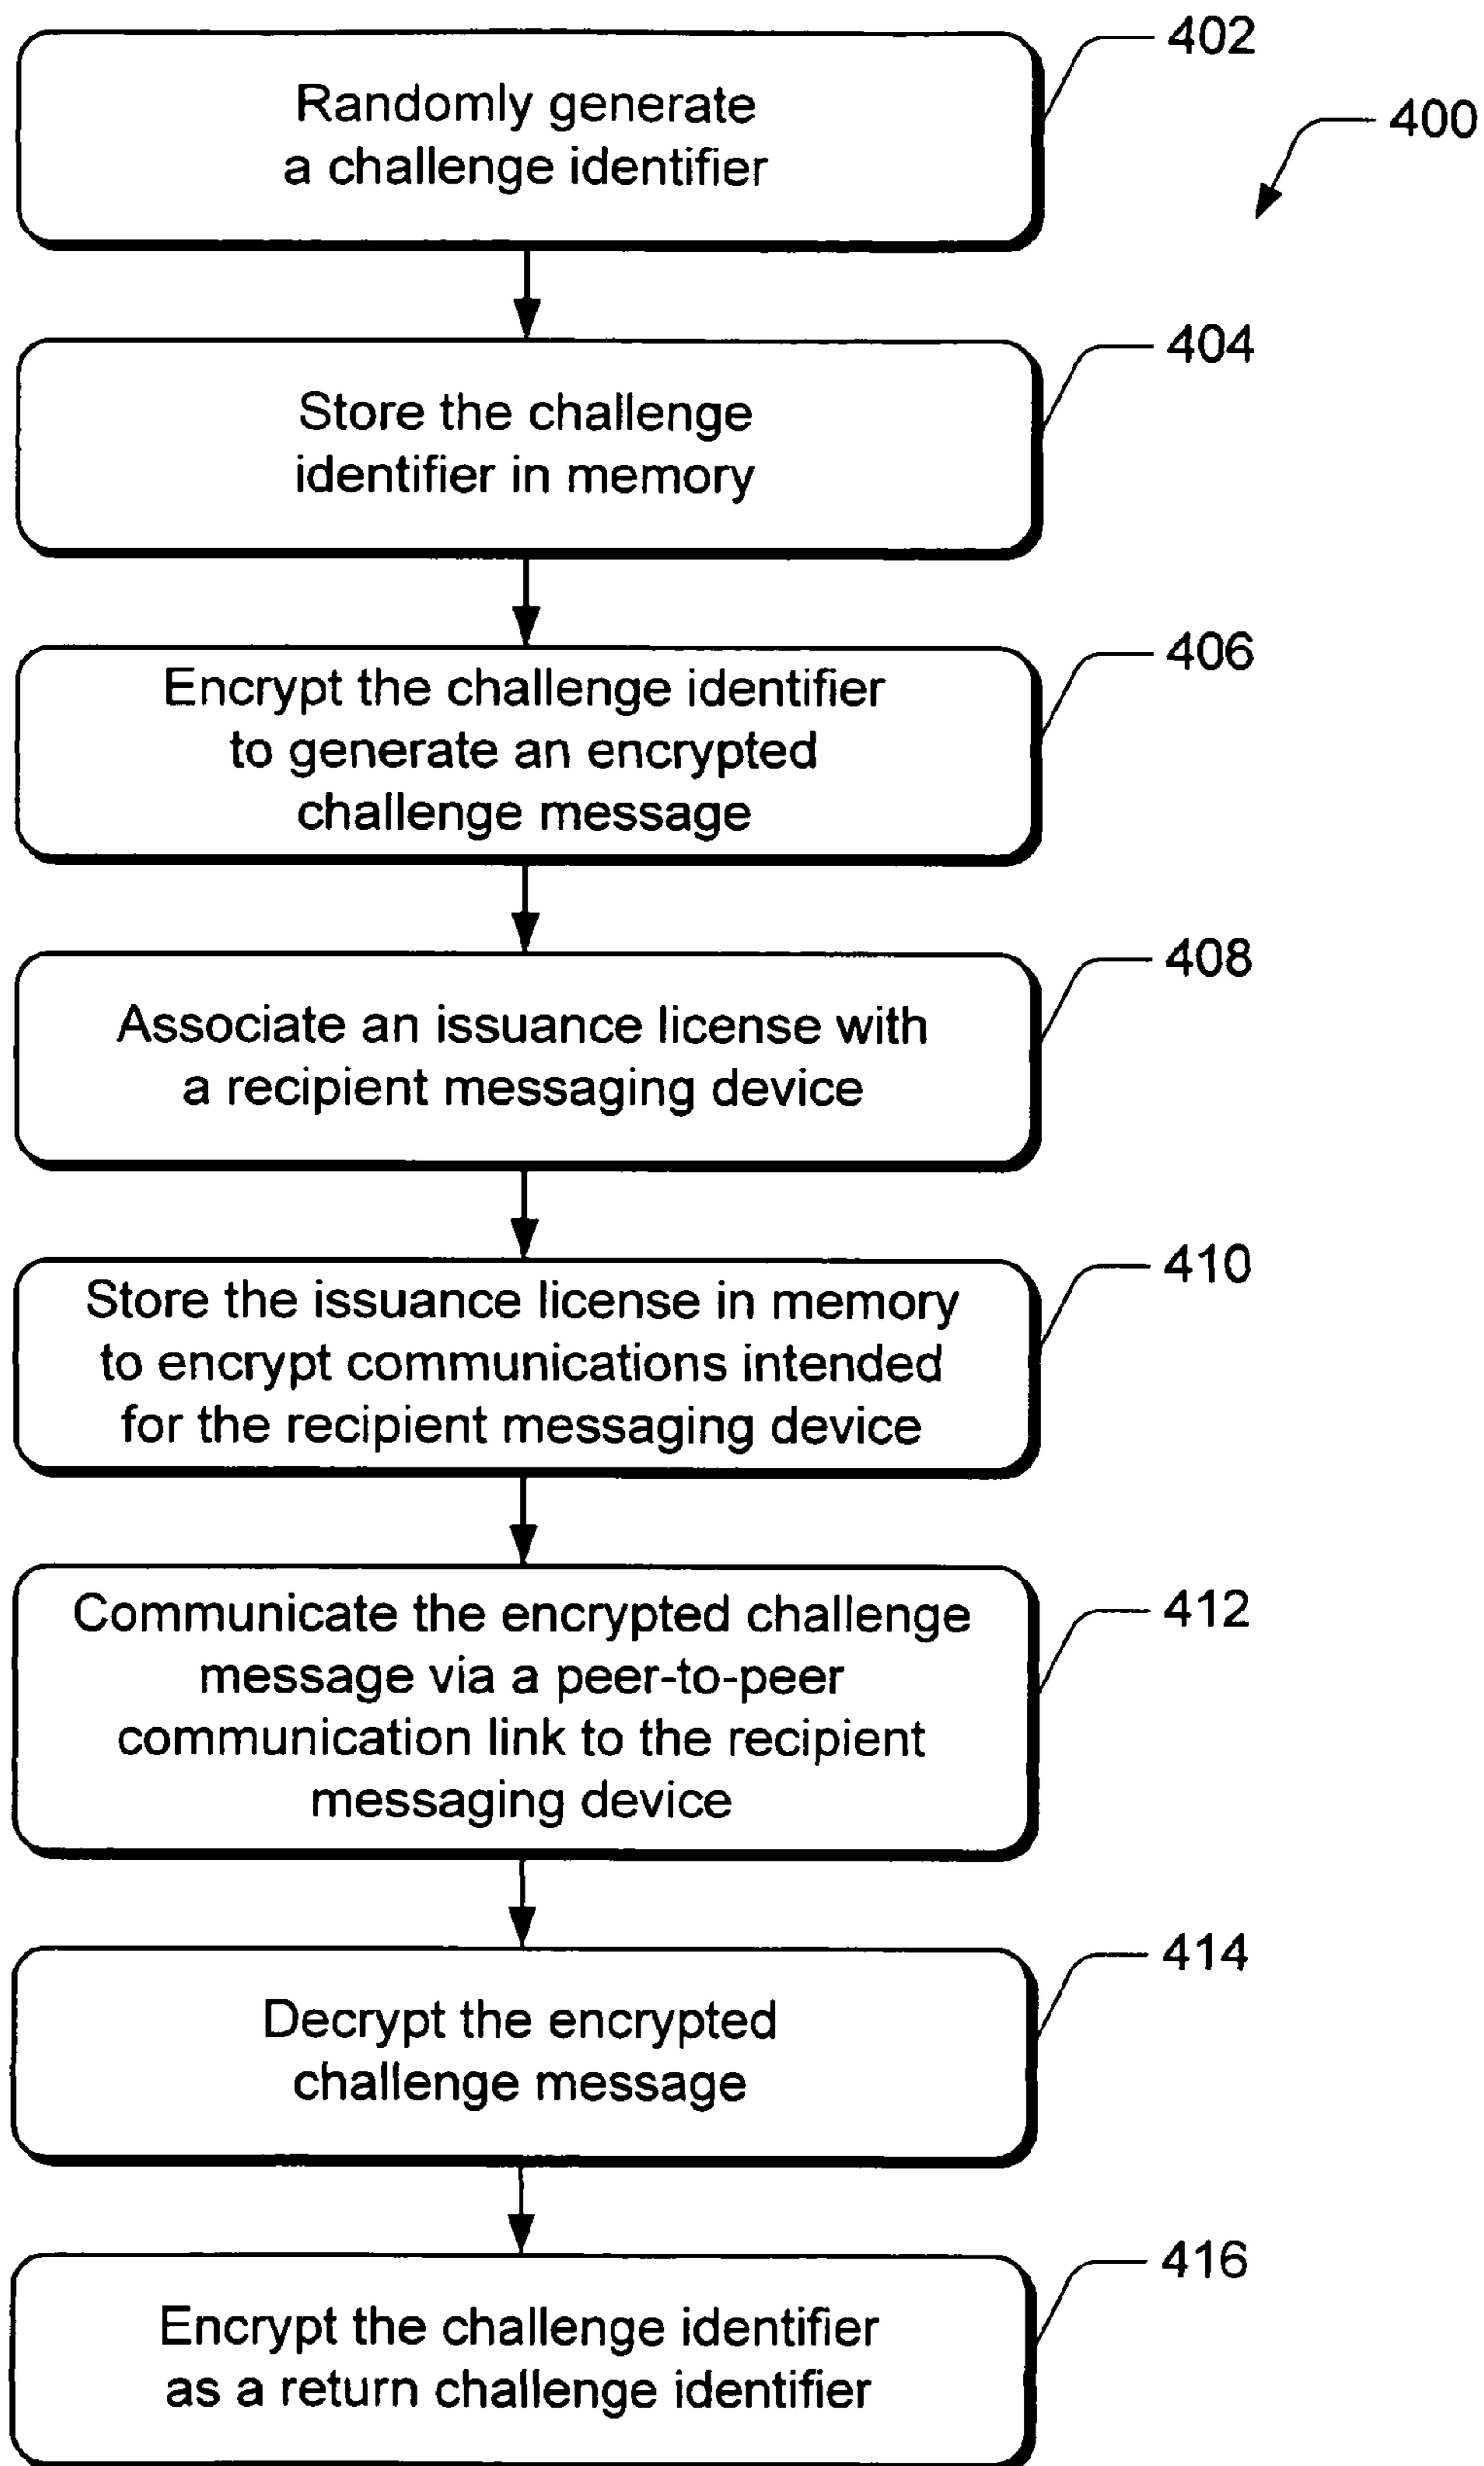 402
Randomly generate
a challenge identifier
400
404
Store the challenge
identifier in memory
406
Encrypt the challenge identifier
to generate an encrypted
challenge message
408
Associate an issuance license with
a recipient messaging device
410
Store the issuance license in memory
to encrypt communications intended
for the recipient messaging device
412
Communicate the encrypted challenge
message via a peer-to-peer
communication link to the recipient
messaging device
414
Decrypt the encrypted
challenge message
416
Encrypt the challenge identifier
as a return challenge identifier